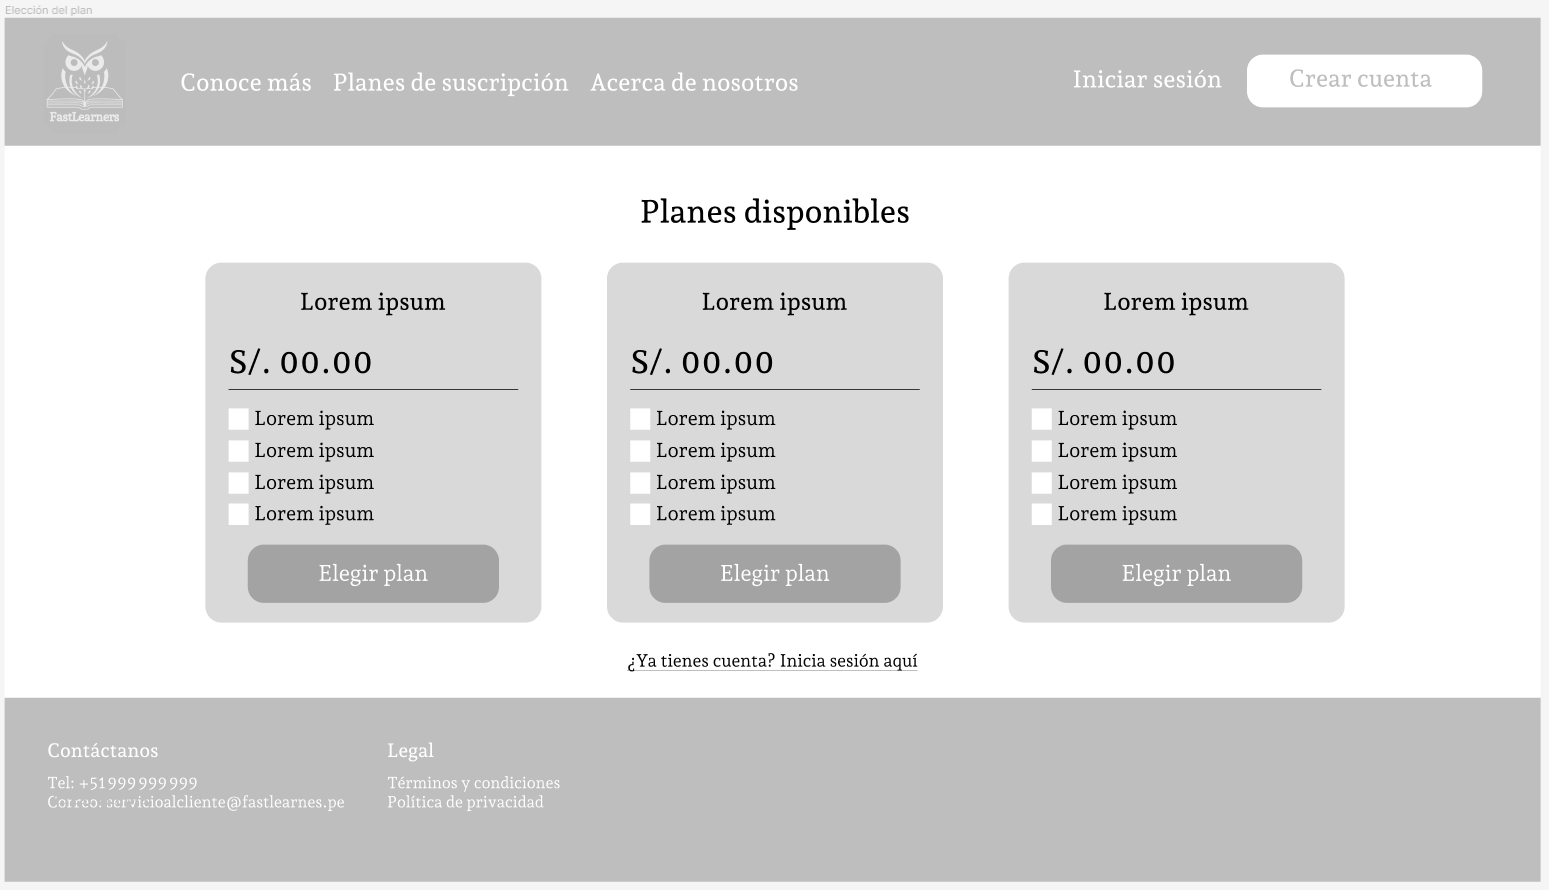 Elección del plan
FastLearners
Conoce más Planes de suscripción Acerca de nosotros Iniciar sesión Crear cuenta
Planes disponibles
Lorem ipsum
S/. 00.00
Lorem ipsum
Lorem ipsum
Lorem ipsum
Lorem ipsum
Elegir plan
Lorem ipsum
S/. 00.00
Lorem ipsum
Lorem ipsum
Lorem ipsum
Lorem ipsum
Elegir plan
Lorem ipsum
S/. 00.00
Lorem ipsum
Lorem ipsum
Lorem ipsum
Lorem ipsum
Elegir plan
¿Ya tienes cuenta? Inicia sesión aquí
Contáctanos
Tel: +51 999 999 999
Correo: servicioalcliente@fastlearnes.pe
Legal
Términos y condiciones
Política de privacidad